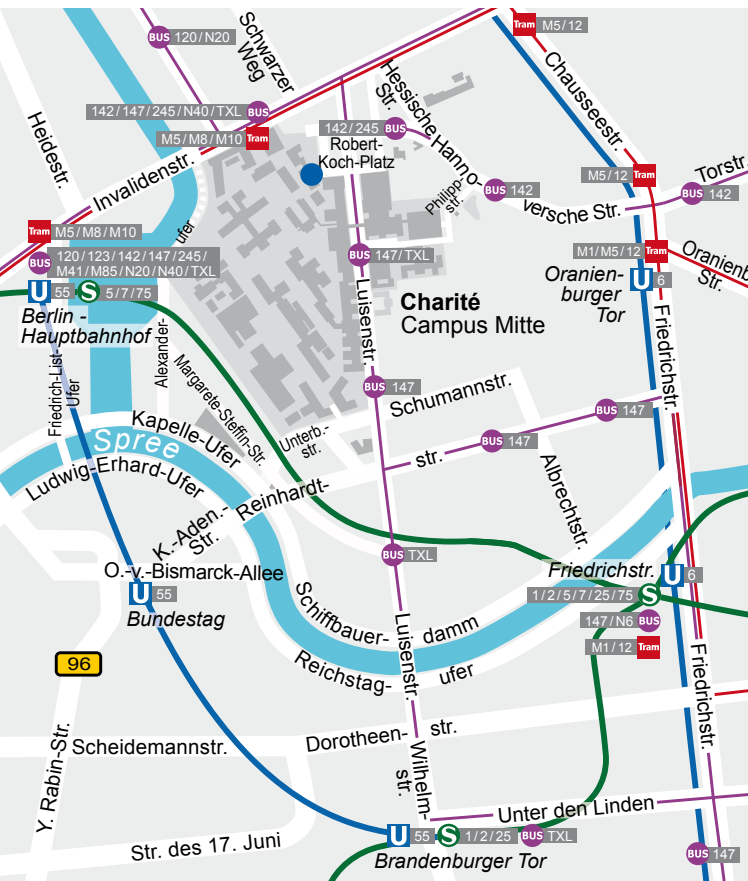 Tram M5/12
BUS 120/N20
Schwarzer
Weg
Chausseestr.
Hessische
Str.
142/147/245/N40/TXL BUS
M5/M8/M10 Tram
142/245 BUS
Robert-
Koch-Platz
Heidestr.
Invalidenstr.
Hanno-
versche Str.
Philipp-
str.
BUS 142
M5/12 Tram
Torstr.
BUS 142
Tram M5/M8/M10
BUS 120/123/142/147/245/
M41/M85/N20/N40/TXL
ufer
BUS 147/TXL
M1/M5/12 Tram
Oranienb
Str.
Oranien-
burger
Tor
U 6
U 55 S 5/7/75
Berlin -
Hauptbahnhof
Luisenstr.
Charité
Campus Mitte
Friedrichstr.
Friedrich-List-
Ufer
Alexander-
Margarete-Steffin-Str.
BUS 147
Schumannstr.
BUS 147
Kapelle-Ufer
Spree
Unterb.-
str.
BUS 147
str.
Ludwig-Erhard-Ufer
Reinhardt-
Albrechtstr.
K.-Aden.-
Str.
BUS TXL
O.-v.-Bismarck-Allee
U 55
Bundestag
Friedrichstr.
U 6
1/2/5/7/25/75 S
147/N6 BUS
M1/12 Tram
Schiffbauer-
damm
Luisenstr.
Reichstag-
ufer
96
Friedrichstr.
Y. Rabin-Str.
Scheidemannstr.
Dorotheen-
str.
Wilhelm-
str.
Unter den Linden
Str. des 17. Juni
U 55 S 1/2/25 BUS TXL
Brandenburger Tor
BUS 147